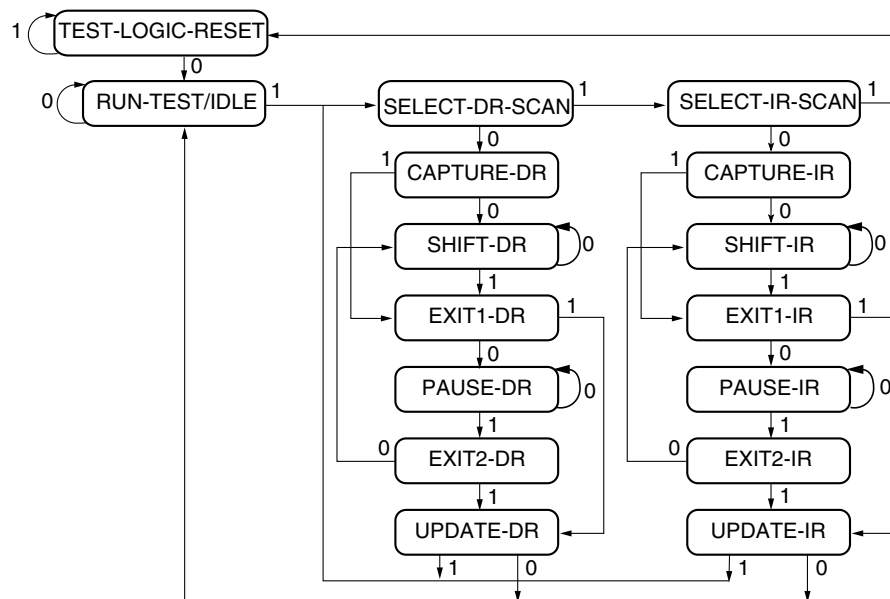 1
TEST-LOGIC-RESET
0
0
RUN-TEST/IDLE
1
SELECT-DR-SCAN
1
SELECT-IR-SCAN
1
0
0
1
CAPTURE-DR
1
CAPTURE-IR
0
0
SHIFT-DR
0
SHIFT-IR
0
1
1
EXIT1-DR
1
EXIT1-IR
1
0
0
PAUSE-DR
0
PAUSE-IR
0
1
1
0
EXIT2-DR
0
EXIT2-IR
1
1
UPDATE-DR
UPDATE-IR
1
0
1
0